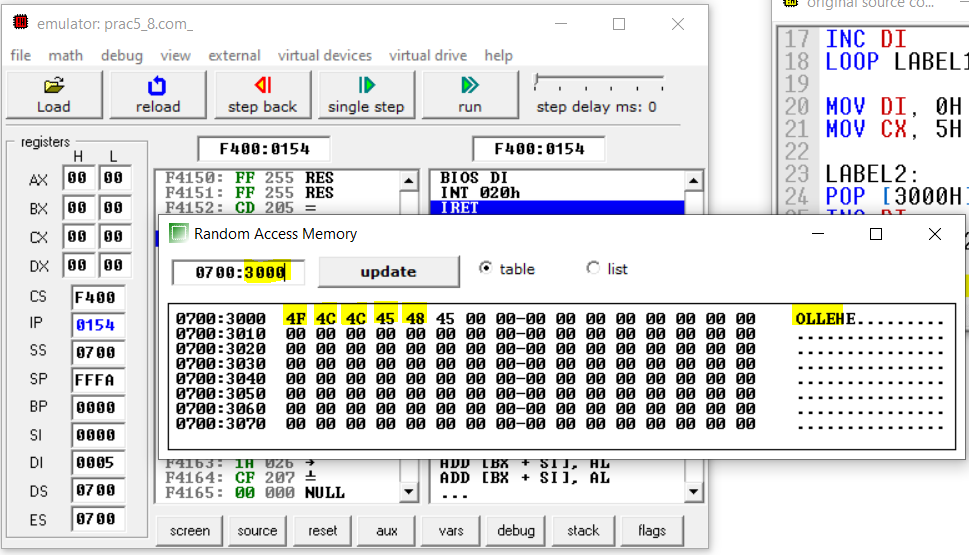 emulator: prac5_8.com_
file math debug view external virtual devices virtual drive help
Load reload step back single step run step delay ms: 0
registers
H L
AX 00 00
BX 00 00
CX 00 00
DX 00 00
CS F400
IP 0154
SS 0700
SP FFFA
BP 0000
SI 0000
DI 0005
DS 0700
ES 0700
F400:0154
F4150: FF 255 RES
F4151: FF 255 RES
F4152: CD 205 =
F400:0154
BIOS DI
INT 020h
IRET
Random Access Memory
0700:3000 update table list
0700:3000 4F 4C 4C 45 48 45 00 00-00 00 00 00 00 00 00 00 OLLEHE..........
0700:3010 00 00 00 00 00 00 00 00-00 00 00 00 00 00 00 00 ................
0700:3020 00 00 00 00 00 00 00 00-00 00 00 00 00 00 00 00 ................
0700:3030 00 00 00 00 00 00 00 00-00 00 00 00 00 00 00 00 ................
0700:3040 00 00 00 00 00 00 00 00-00 00 00 00 00 00 00 00 ................
0700:3050 00 00 00 00 00 00 00 00-00 00 00 00 00 00 00 00 ................
0700:3060 00 00 00 00 00 00 00 00-00 00 00 00 00 00 00 00 ................
0700:3070 00 00 00 00 00 00 00 00-00 00 00 00 00 00 00 00 ................
F4163: 1A 026 →
F4164: CF 207 ╧
F4165: 00 000 NULL
ADD [BX + SI], AL
ADD [BX + SI], AL
...
screen source reset aux vars debug stack flags
original source co...
17 INC DI
18 LOOP LABEL1
19
20 MOV DI, 0H
21 MOV CX, 5H
22
23 LABEL2:
24 POP [3000H]